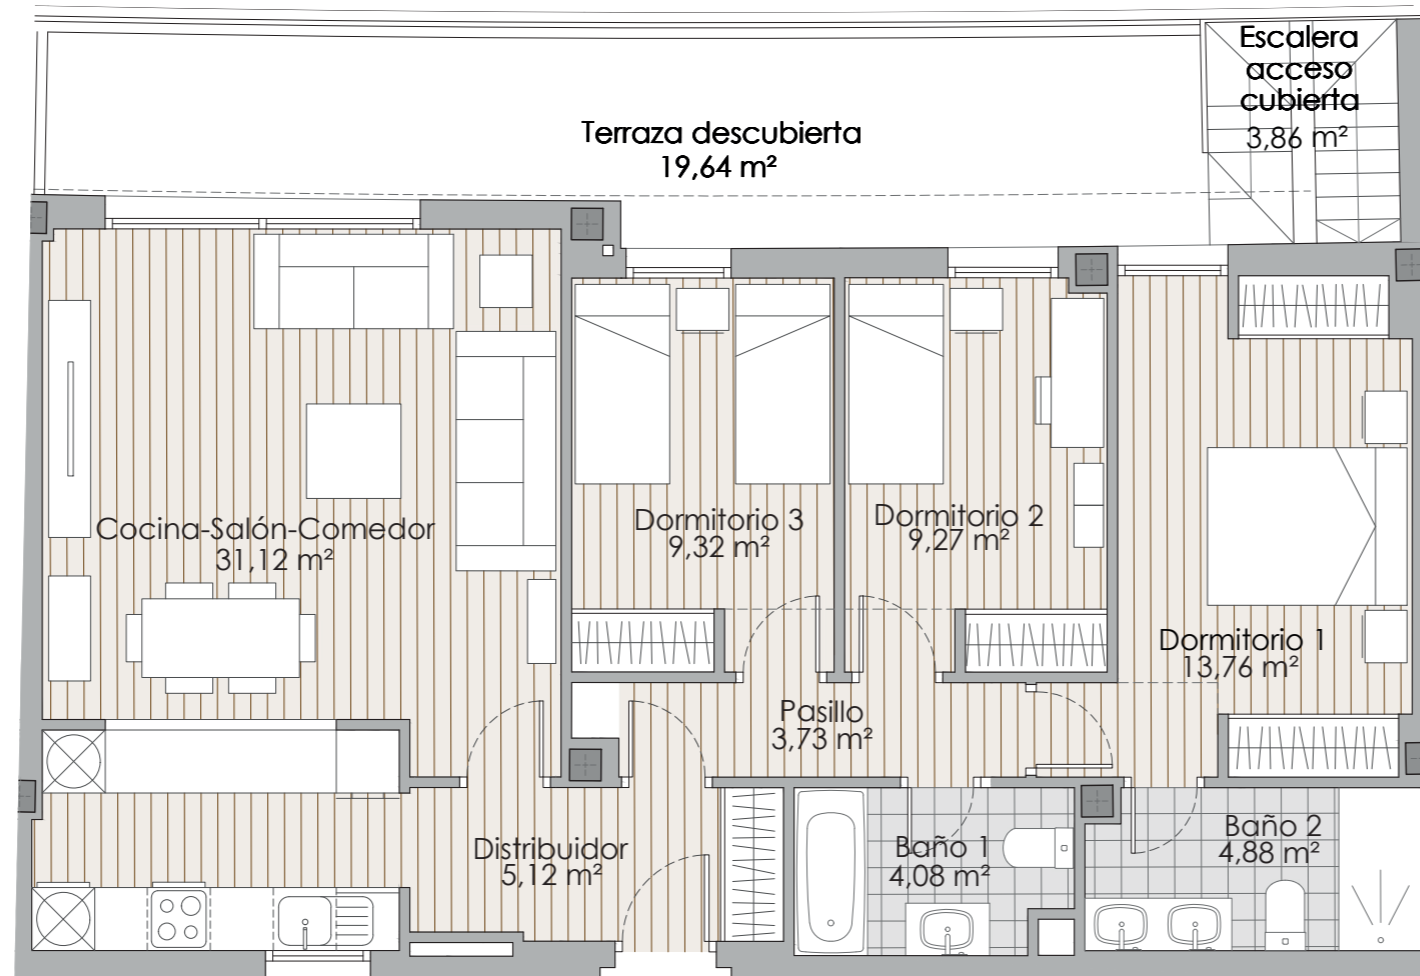 Escalera
acceso
cubierta
3,86 m²
Terraza descubierta
19,64 m²
Cocina-Salón-Comedor
31,12 m²
Dormitorio 3
9,32 m²
Dormitorio 2
9,27 m²
Dormitorio 1
13,76 m²
Pasillo
3,73 m²
Distribuidor
5,12 m²
Baño 1
4,08 m²
Baño 2
4,88 m²